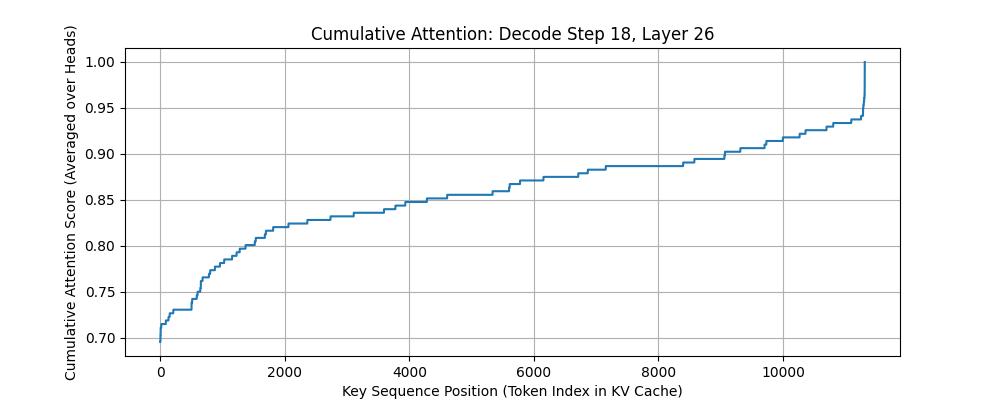 Cumulative Attention: Decode Step 18, Layer 26
Cumulative Attention Score (Averaged over Heads)
1.00
0.95
0.90
0.85
0.80
0.75
0.70
0 2000 4000 6000 8000 10000
Key Sequence Position (Token Index in KV Cache)